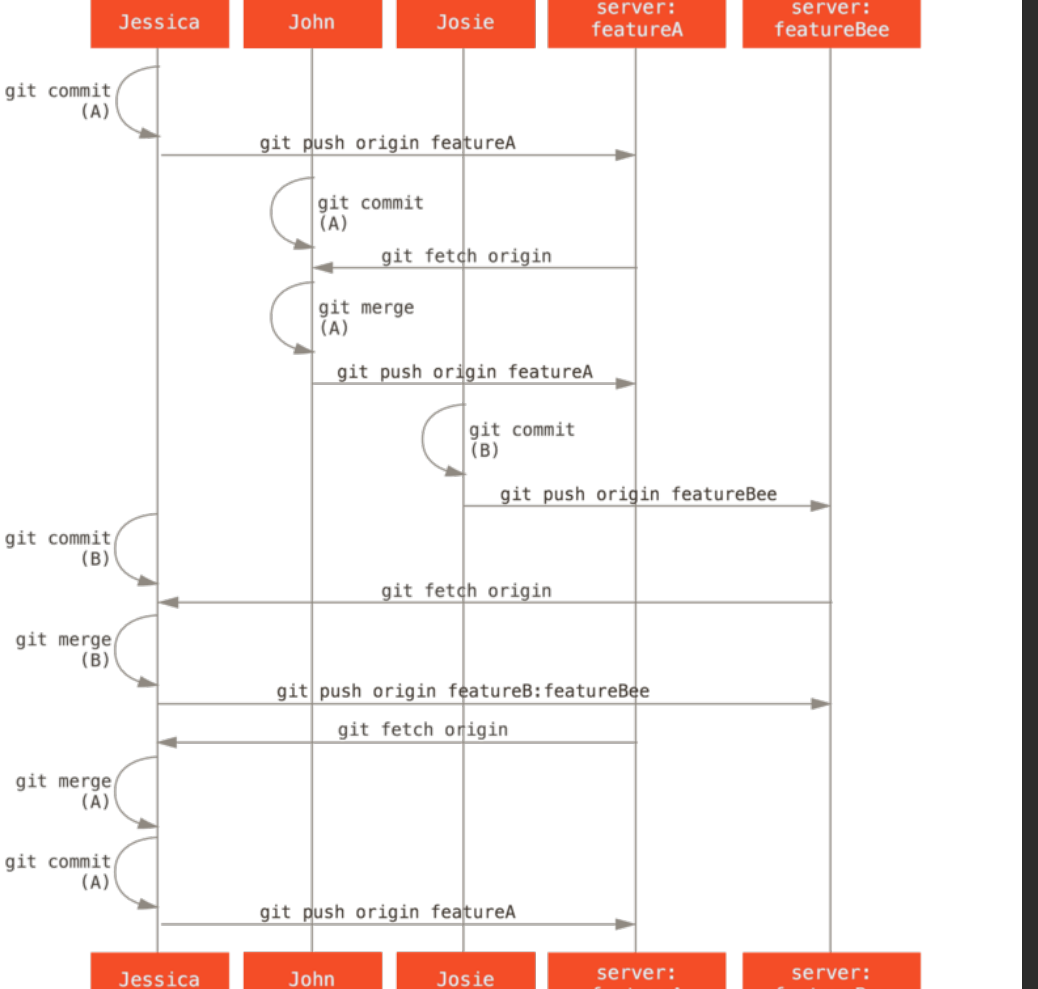 Jessica
John
Josie
server:
featureA
server:
featureBee
git commit
(A)
git push origin featureA
git commit
(A)
git fetch origin
git merge
(A)
git push origin featureA
git commit
(B)
git push origin featureBee
git commit
(B)
git fetch origin
git merge
(B)
git push origin featureB:featureBee
git fetch origin
git merge
(A)
git commit
(A)
git push origin featureA
Jessica
John
Josie
server:
server: